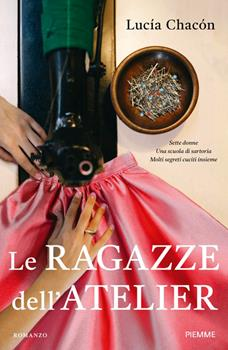 Lucía Chacón
Sette donne
Una scuola di sartoria
Molti segreti cuciti insieme
Le RAGAZZE
dell'ATELIER
ROMANZO
PIEMME